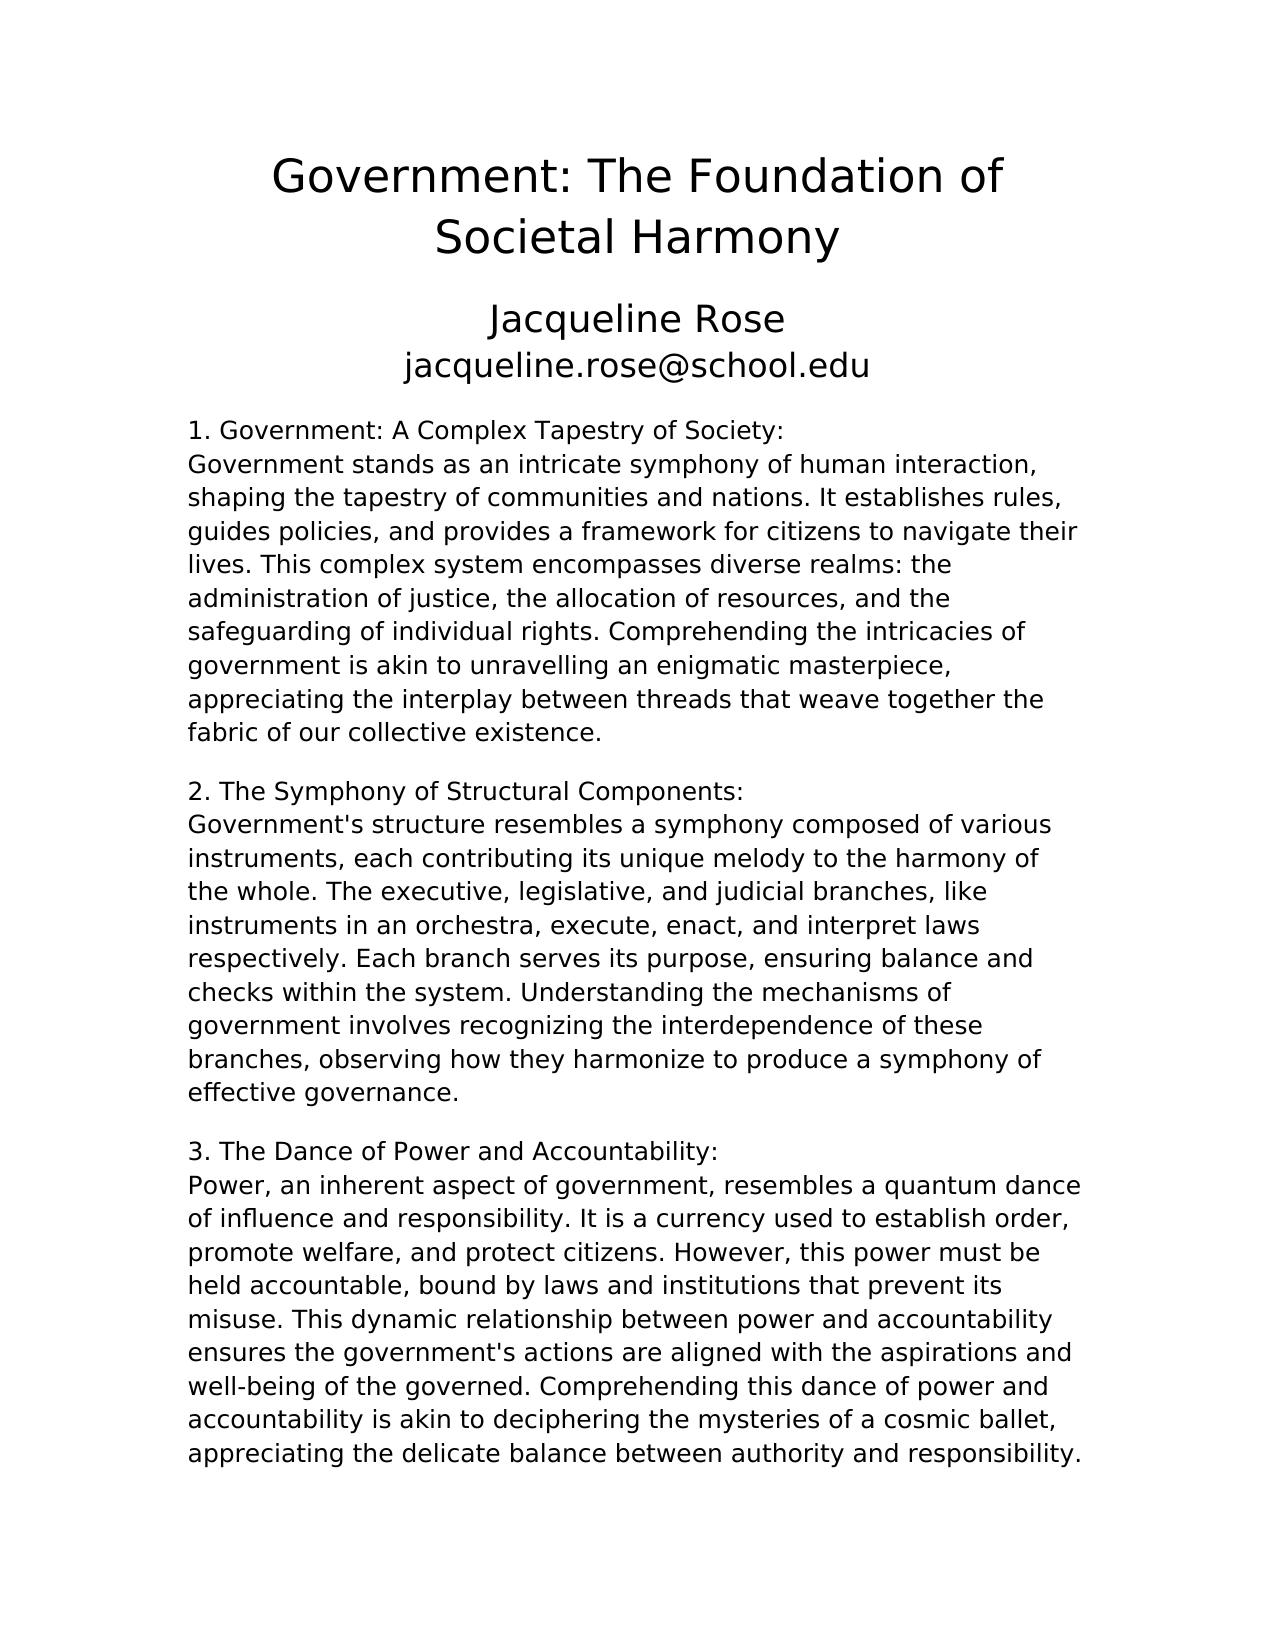 Government: The Foundation of
Societal Harmony
Jacqueline Rose
jacqueline.rose@school.edu
1. Government: A Complex Tapestry of Society:
Government stands as an intricate symphony of human interaction,
shaping the tapestry of communities and nations. It establishes rules,
guides policies, and provides a framework for citizens to navigate their
lives. This complex system encompasses diverse realms: the
administration of justice, the allocation of resources, and the
safeguarding of individual rights. Comprehending the intricacies of
government is akin to unravelling an enigmatic masterpiece,
appreciating the interplay between threads that weave together the
fabric of our collective existence.
2. The Symphony of Structural Components:
Government's structure resembles a symphony composed of various
instruments, each contributing its unique melody to the harmony of
the whole. The executive, legislative, and judicial branches, like
instruments in an orchestra, execute, enact, and interpret laws
respectively. Each branch serves its purpose, ensuring balance and
checks within the system. Understanding the mechanisms of
government involves recognizing the interdependence of these
branches, observing how they harmonize to produce a symphony of
effective governance.
3. The Dance of Power and Accountability:
Power, an inherent aspect of government, resembles a quantum dance
of influence and responsibility. It is a currency used to establish order,
promote welfare, and protect citizens. However, this power must be
held accountable, bound by laws and institutions that prevent its
misuse. This dynamic relationship between power and accountability
ensures the government's actions are aligned with the aspirations and
well-being of the governed. Comprehending this dance of power and
accountability is akin to deciphering the mysteries of a cosmic ballet,
appreciating the delicate balance between authority and responsibility.